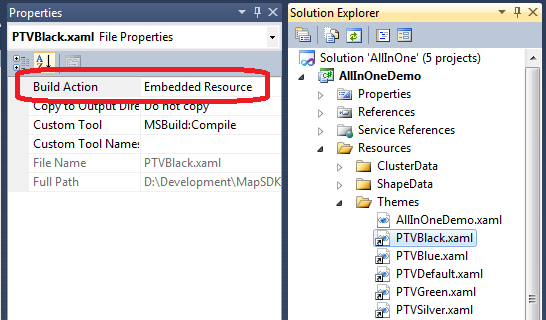 Properties
PTVBlack.xaml File Properties
Build Action Embedded Resource
Copy to Output Dire Do not copy
Custom Tool MSBuild:Compile
Custom Tool Names
File Name PTVBlack.xaml
Full Path D:\Development\MapSDK
Solution Explorer
Solution 'AllInOne' (5 projects)
AllInOneDemo
Properties
References
Service References
Resources
ClusterData
ShapeData
Themes
AllInOneDemo.xaml
PTVBlack.xaml
PTVBlue.xaml
PTVDefault.xaml
PTVGreen.xaml
PTVSilver.xaml